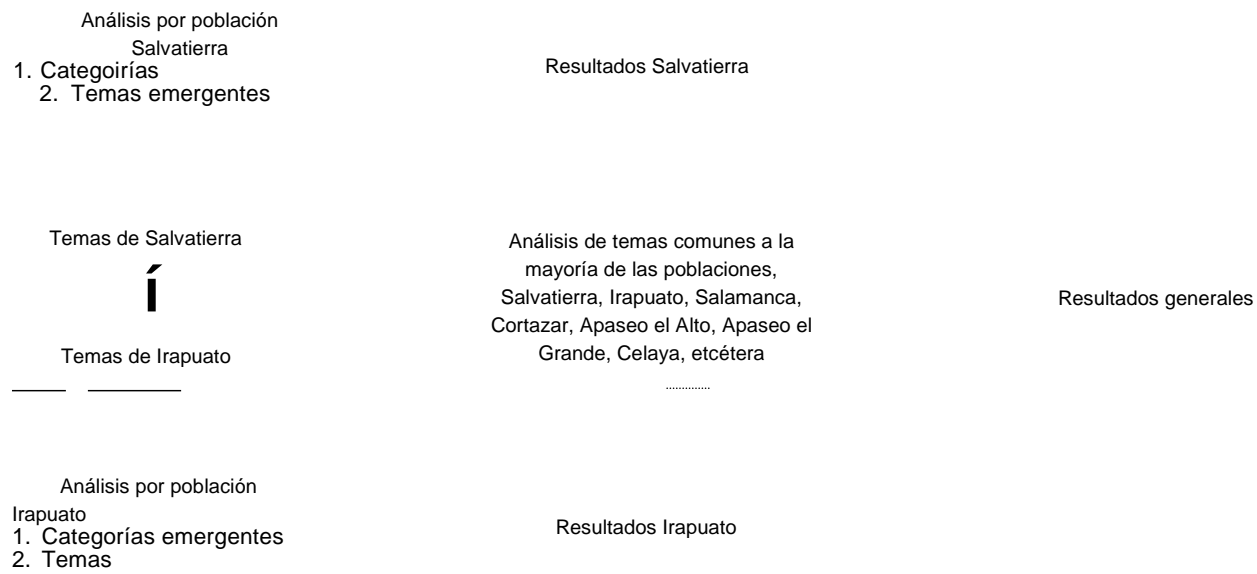 Análisis por población
Salvatierra
1. Categoirías
2. Temas emergentes
Resultados Salvatierra
Temas de Salvatierra
í
Temas de Irapuato
Análisis de temas comunes a la
mayoría de las poblaciones,
Salvatierra, Irapuato, Salamanca,
Cortazar, Apaseo el Alto, Apaseo el
Grande, Celaya, etcétera
..............
Resultados generales
Análisis por población
Irapuato
1. Categorías emergentes
2. Temas
Resultados Irapuato